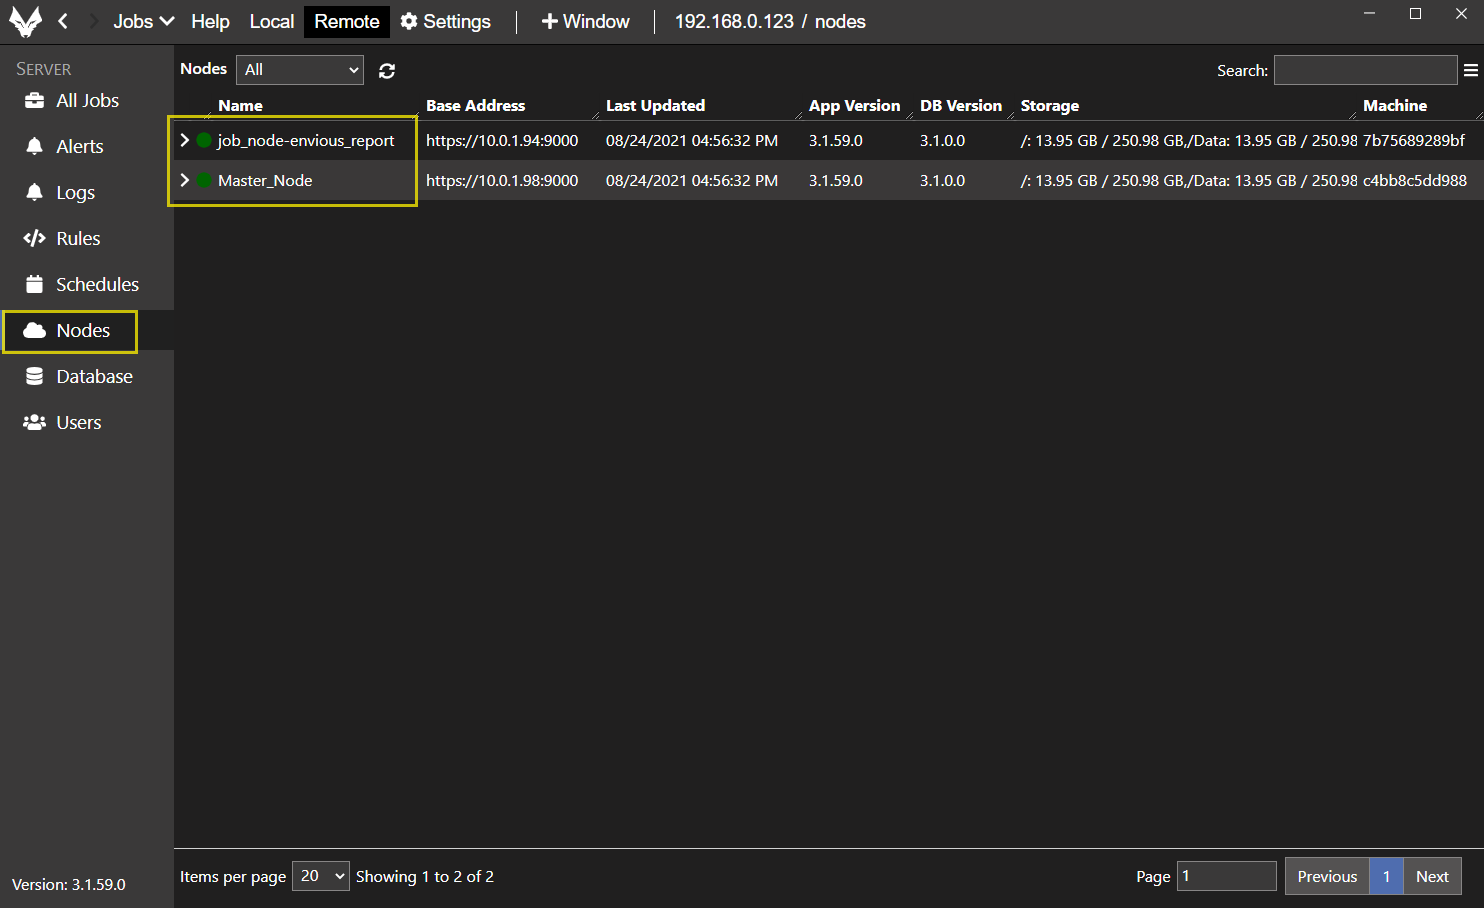 Jobs Help Local Remote Settings Window 192.168.0.123 / nodes
SERVER
All Jobs
Alerts
Logs
Rules
Schedules
Nodes
Database
Users
Version: 3.1.59.0
Nodes All Search:
Name Base Address Last Updated App Version DB Version Storage Machine
job_node-envious_report https://10.0.1.94:9000 08/24/2021 04:56:32 PM 3.1.59.0 3.1.0.0 /: 13.95 GB / 250.98 GB,/Data: 13.95 GB / 250.98 7b75689289bf
Master_Node https://10.0.1.98:9000 08/24/2021 04:56:32 PM 3.1.59.0 3.1.0.0 /: 13.95 GB / 250.98 GB,/Data: 13.95 GB / 250.98 c4bb8c5dd988
Items per page 20 Showing 1 to 2 of 2 Page 1 Previous 1 Next